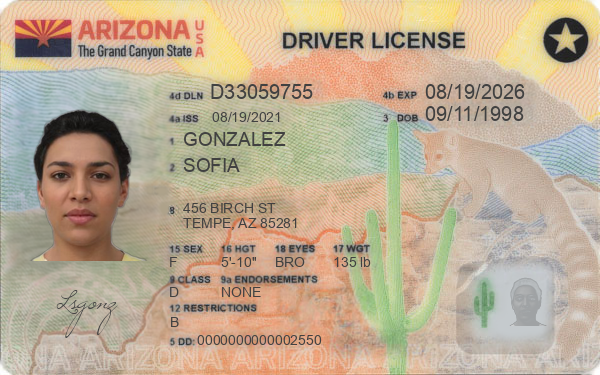 ARIZONA USA
The Grand Canyon State
DRIVER LICENSE
4d DLN D33059755
4b EXP 08/19/2026
4a ISS 08/19/2021
3 DOB 09/11/1998
1 GONZALEZ
2 SOFIA
8 456 BIRCH ST
TEMPE, AZ 85281
15 SEX 16 HGT 18 EYES 17 WGT
F 5'-10" BRO 135 lb
9 CLASS 9a ENDORSEMENTS
D NONE
12 RESTRICTIONS
B
5 DD: 0000000000002550
Lsgonz
ONA ARIZONA ARIZONA ARIZONA ARIZONA ARIZON